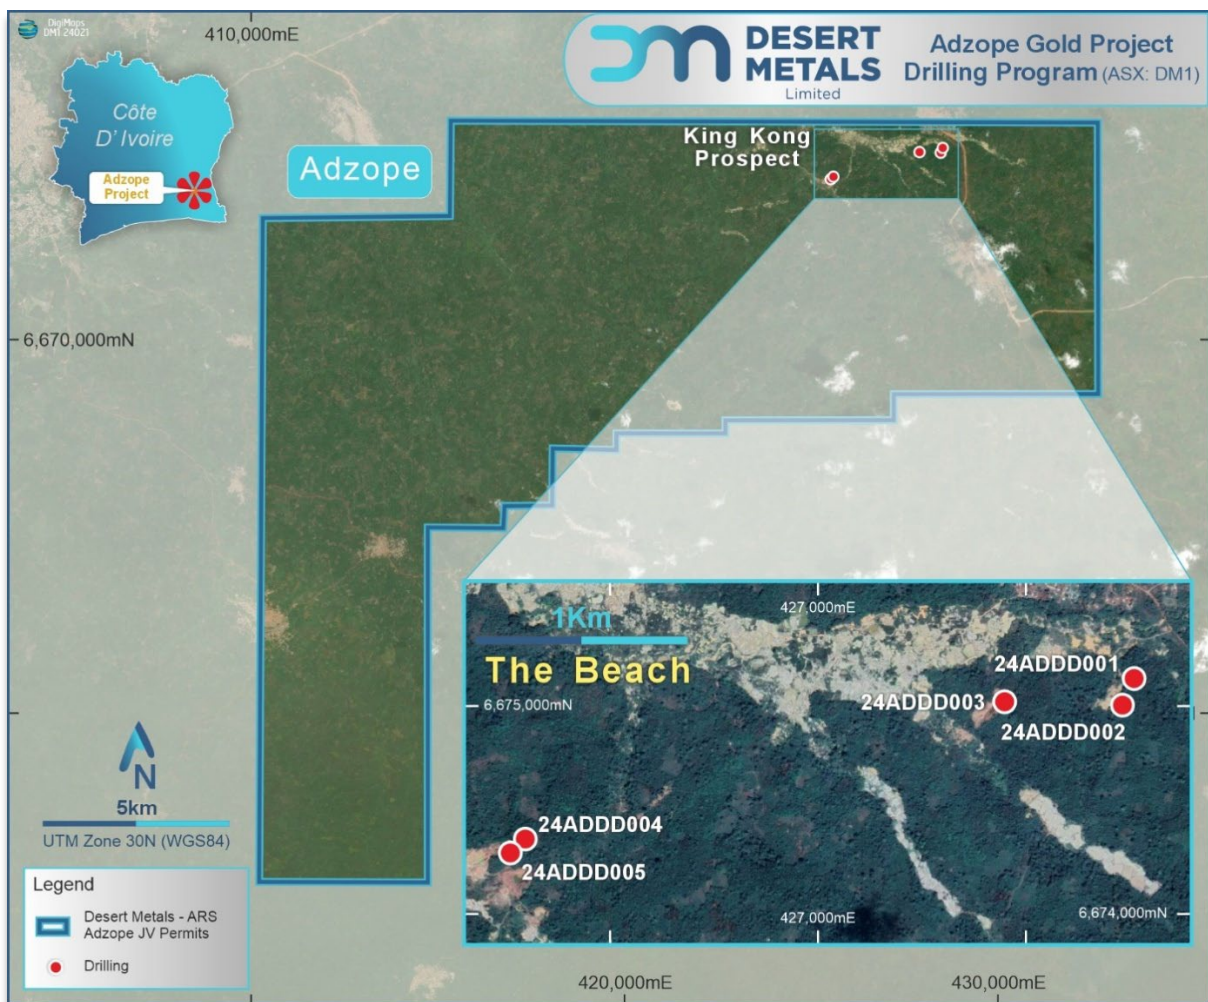 DigiMaps
DM1 24021
410,000mE
DESERT
METALS
Limited
Adzope Gold Project
Drilling Program (ASX: DM1)
Côte
D' Ivoire
Adzope
Project
Adzope
King Kong
Prospect
6,670,000mN
1Km
427,000mE
The Beach
24ADDD001
6,675,000mN
24ADDD003
24ADDD002
24ADDD004
24ADDD005
427,000mE
6,674,000mN
N
5km
UTM Zone 30N (WGS84)
Legend
Desert Metals - ARS
Adzope JV Permits
Drilling
420,000mE
430,000mE